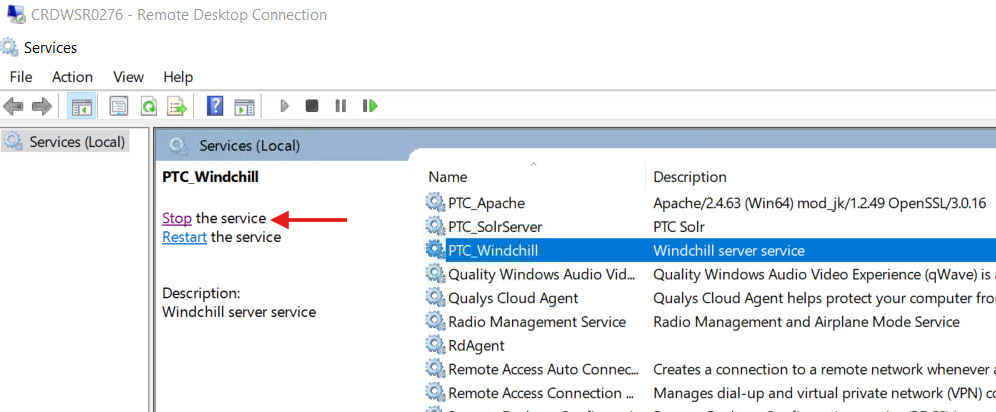 CRDWSR0276 - Remote Desktop Connection
Services
File Action View Help
Services (Local)
Services (Local)
PTC_Windchill
Stop the service
Restart the service
Description:
Windchill server service
Name Description
PTC_Apache Apache/2.4.63 (Win64) mod_jk/1.2.49 OpenSSL/3.0.16
PTC_SolrServer PTC Solr
PTC_Windchill Windchill server service
Quality Windows Audio Vid... Quality Windows Audio Video Experience (qWave) is a
Qualys Cloud Agent Qualys Cloud Agent helps protect your computer fro
Radio Management Service Radio Management and Airplane Mode Service
RdAgent
Remote Access Auto Connec... Creates a connection to a remote network whenever a
Remote Access Connection ... Manages dial-up and virtual private network (VPN) co